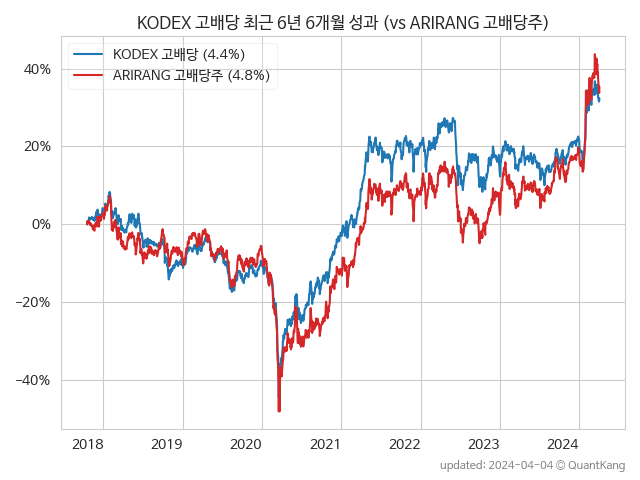 KODEX 고배당 최근 6년 6개월 성과 (vs ARIRANG 고배당주)
KODEX 고배당 (4.4%)
ARIRANG 고배당주 (4.8%)
40%
20%
0%
−20%
−40%
2018 2019 2020 2021 2022 2023 2024
updated: 2024-04-04 © QuantKang